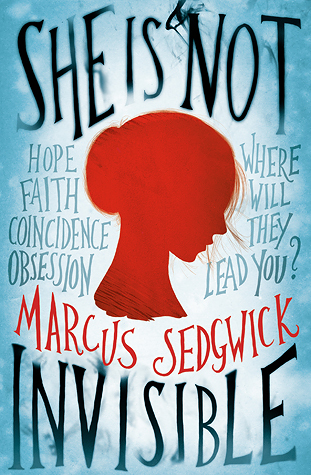 SHE IS NOT
HOPE
FAITH
COINCIDENCE
OBSESSION
WHERE
WILL
THEY
LEAD YOU?
MARCUS SEDGWICK
INVISIBLE